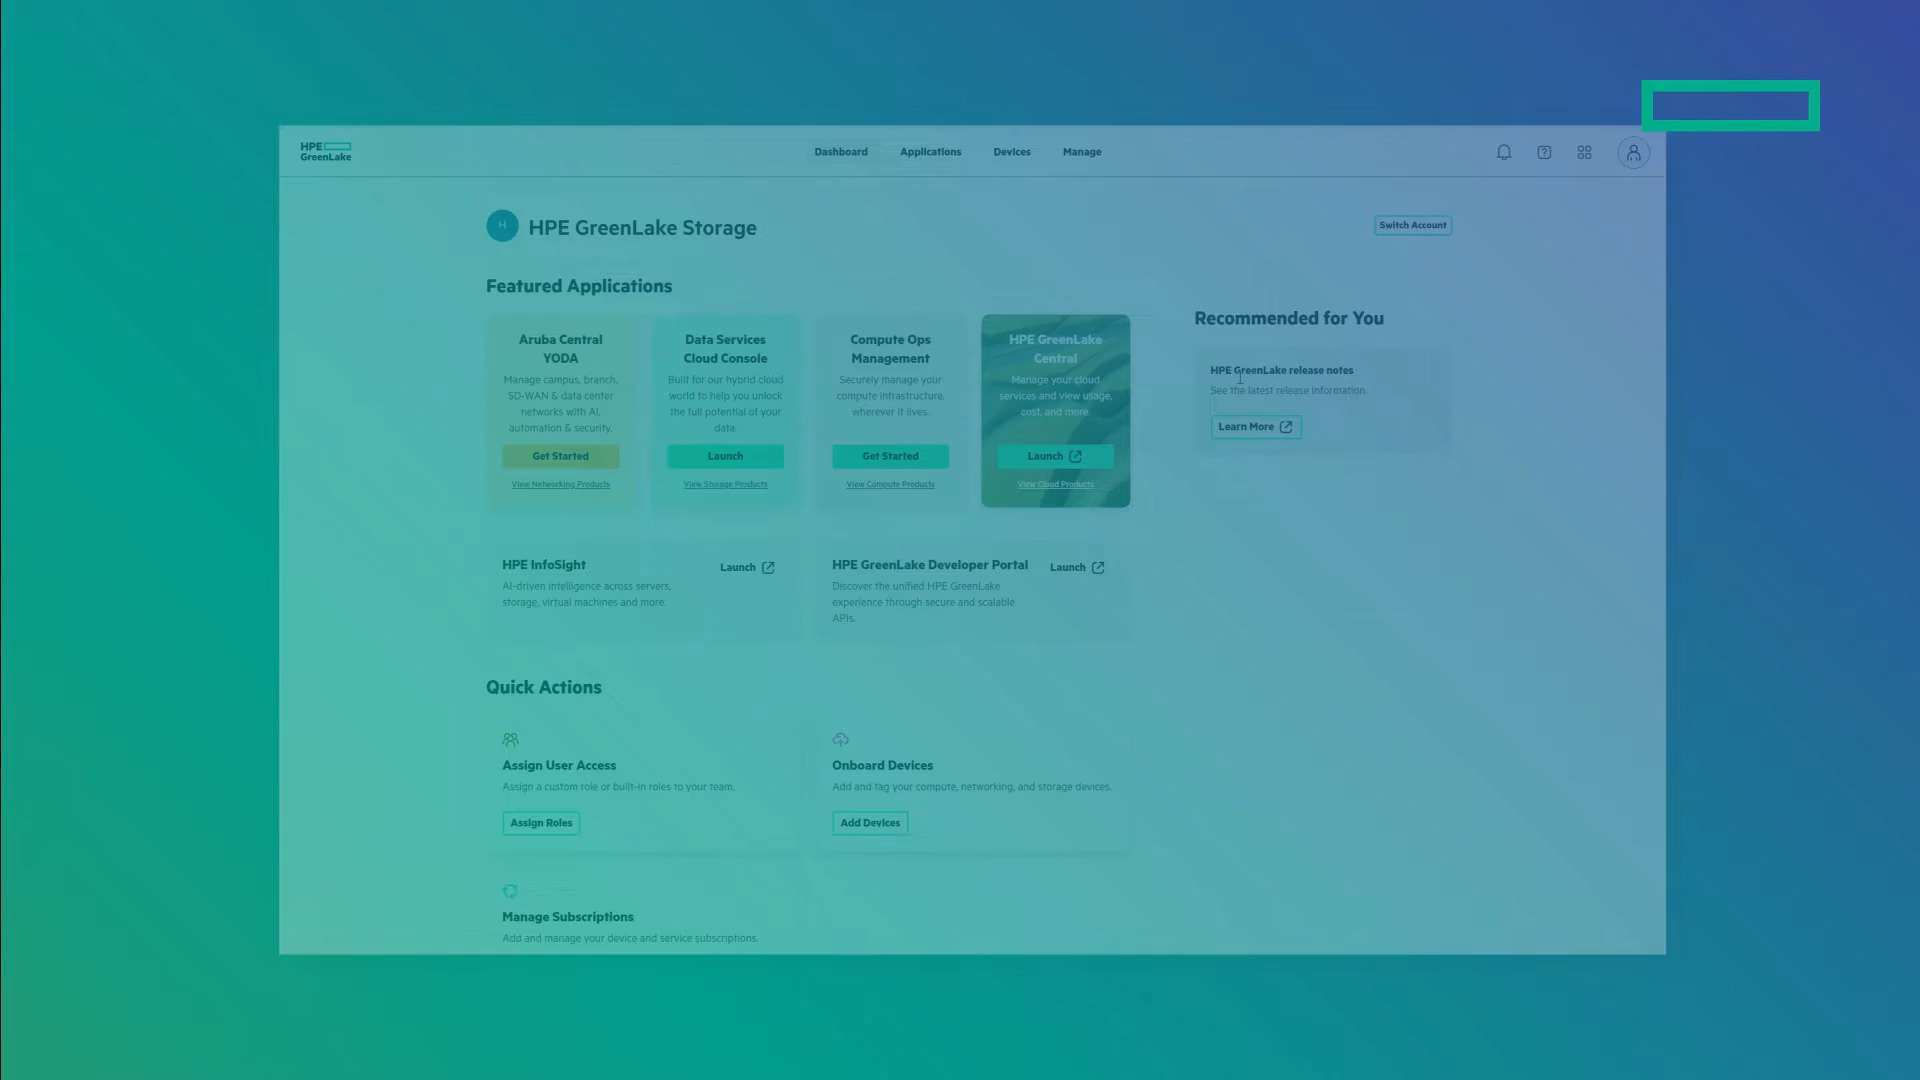 HPE
GreenLake
Dashboard
Applications
Devices
Manage
H
HPE GreenLake Storage
Switch Account
Featured Applications
Aruba Central
YODA
Manage campus, branch,
SD-WAN & data center
networks with AI,
automation & security.
Get Started
View Networking Products
Data Services
Cloud Console
Built for our hybrid cloud
world to help you unlock
the full potential of your
data
Launch
View Storage Products
Compute Ops
Management
Securely manage your
compute infrastructure,
wherever it lives.
Get Started
View Compute Products
HPE GreenLake
Central
Manage your cloud
services and view usage,
cost, and more.
Launch
View Cloud Products
Recommended for You
HPE GreenLake release notes
See the latest release information.
Learn More
HPE InfoSight
Launch
AI-driven intelligence across servers,
storage, virtual machines and more.
HPE GreenLake Developer Portal
Launch
Discover the unified HPE GreenLake
experience through secure and scalable
APIs.
Quick Actions
Assign User Access
Assign a custom role or built-in roles to your team.
Assign Roles
Onboard Devices
Add and tag your compute, networking, and storage devices.
Add Devices
Manage Subscriptions
Add and manage your device and service subscriptions.